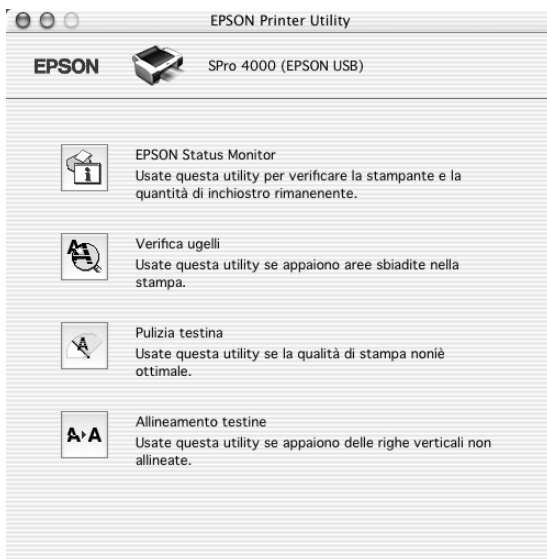 EPSON Printer Utility
EPSON
SPro 4000 (EPSON USB)
EPSON Status Monitor
Usate questa utility per verificare la stampante e la
quantità di inchiostro rimanenente.
Verifica ugelli
Usate questa utility se appaiono aree sbiadite nella
stampa.
Pulizia testina
Usate questa utility se la qualità di stampa noníè
ottimale.
A
Allineamento testine
A A
Usate questa utility se appaiono delle righe verticali non
allineate.